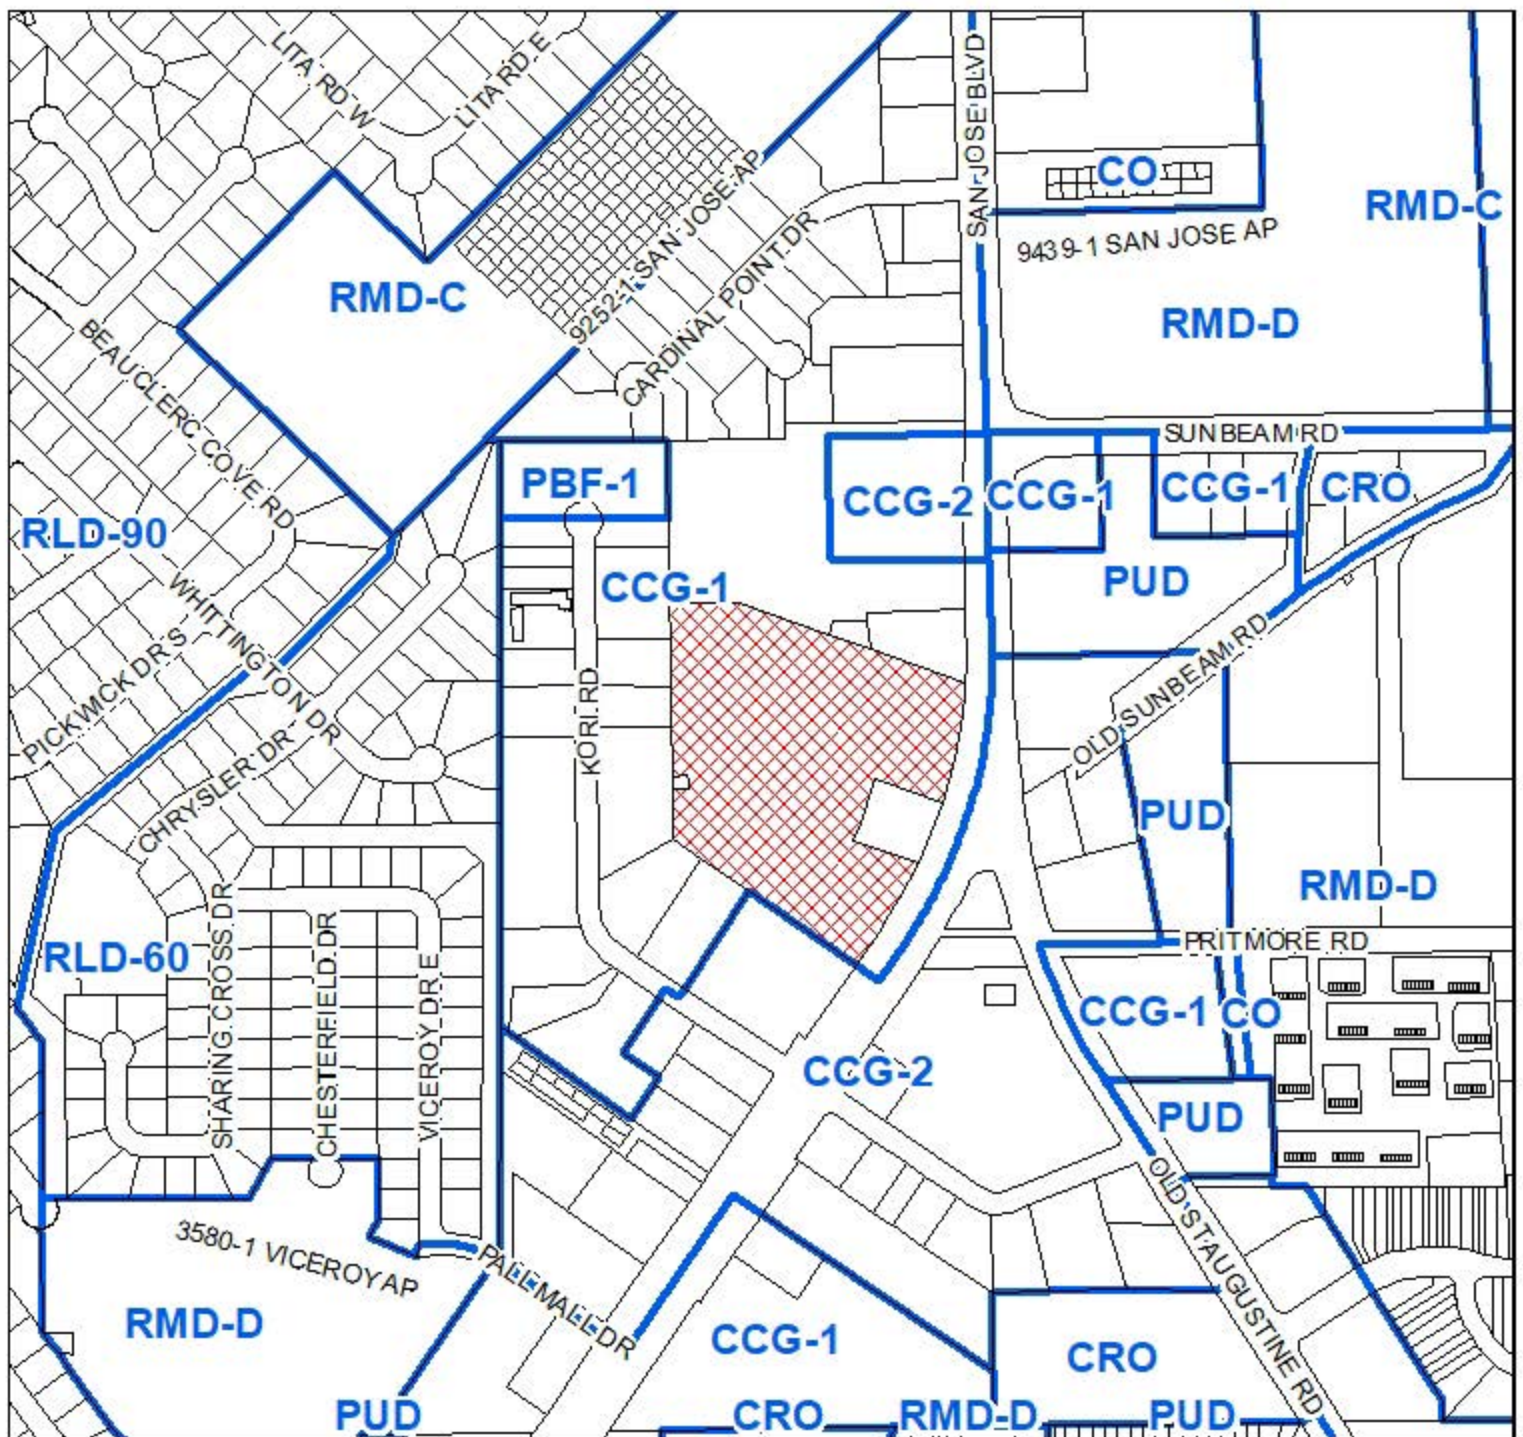 LITA RD W
LITA RD E
SAN JOSE BLVD
CO
RMD-C
9439-1 SAN JOSE AP
9252-1 SAN JOSE AP
CARDINAL POINT DR
RMD-C
RMD-D
BEAUCLERC COVE RD
SUNBEAM RD
PBF-1
CCG-2
CCG-1
CCG-1
CRO
RLD-90
CCG-1
PUD
WHITTINGTON DR
PICKWICK DR S
KORI RD
OLD SUNBEAM RD
CHRYSLER DR
PUD
RMD-D
RLD-60
SHARING CROSS DR
CHESTERFIELD DR
VICEROY DR E
PRITMORE RD
CCG-1
CO
CCG-2
PUD
3580-1 VICEROY AP
PALL MALL DR
OLD ST AUGUSTINE RD
RMD-D
CCG-1
CRO
PUD
CRO
RMD-D
PUD